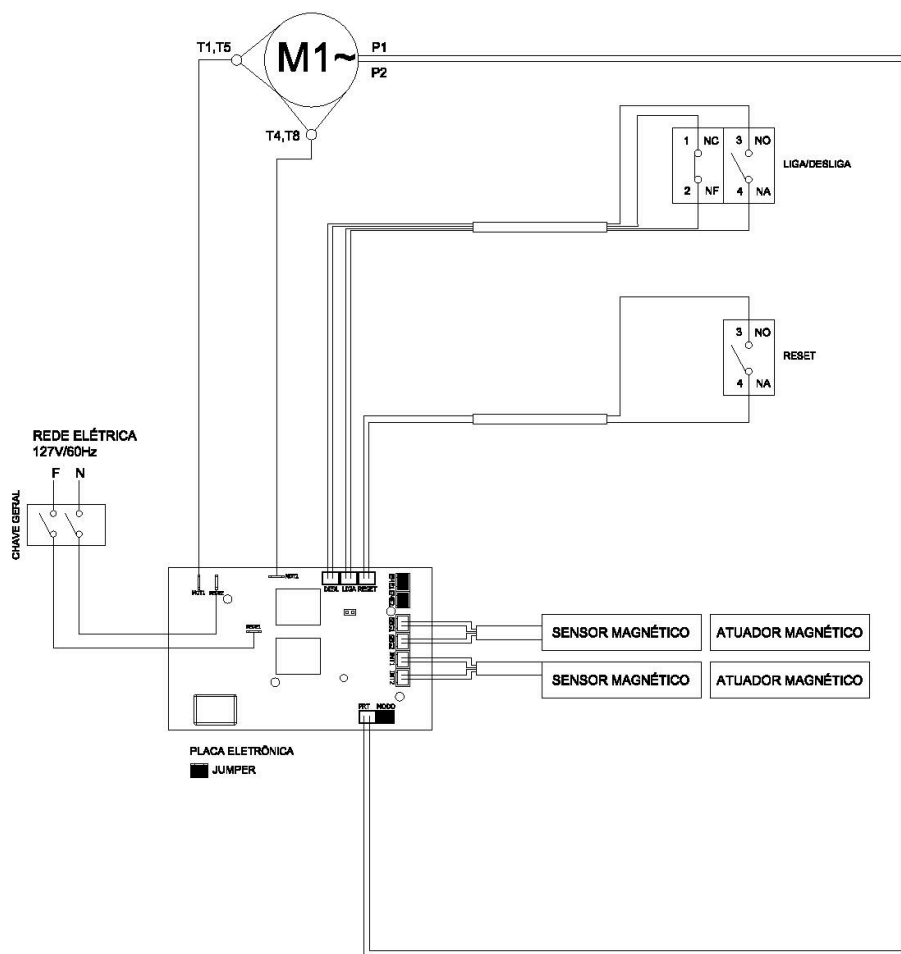 T1,T5
M1~
P1
P2
T4,T8
1 NC
3 NO
2 NF
4 NA
LIGA/DESLIGA
3 NO
4 NA
RESET
REDE ELÉTRICA
127V/60Hz
F N
CHAVE GERAL
MOT1
MOT2
DESL LIGA RESET
SENSOR MAGNÉTICO
ATUADOR MAGNÉTICO
SENSOR MAGNÉTICO
ATUADOR MAGNÉTICO
PRT MODO
PLACA ELETRÔNICA
JUMPER